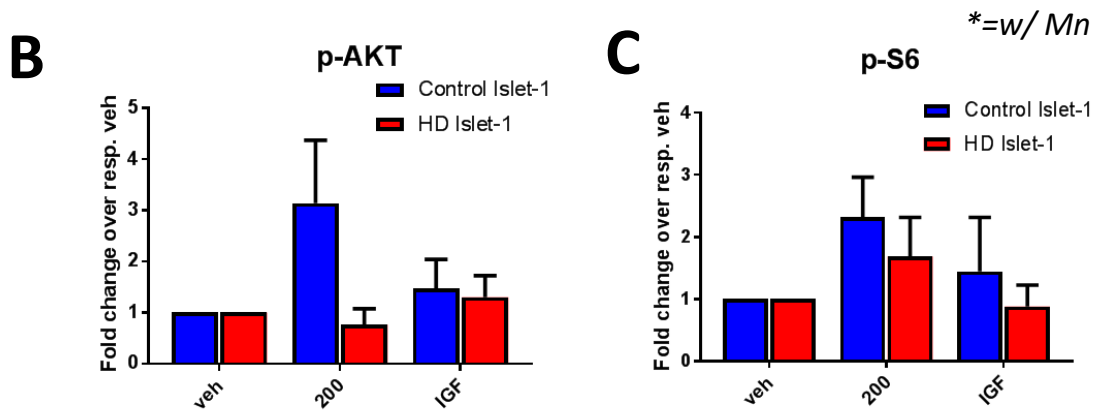 B
p-AKT
Control Islet-1
HD Islet-1
Fold change over resp. veh
5
4
3
2
1
0
veh
200
IGF
C
*=w/ Mn
p-S6
Control Islet-1
HD Islet-1
Fold change over resp. veh
4
3
2
1
0
veh
200
IGF